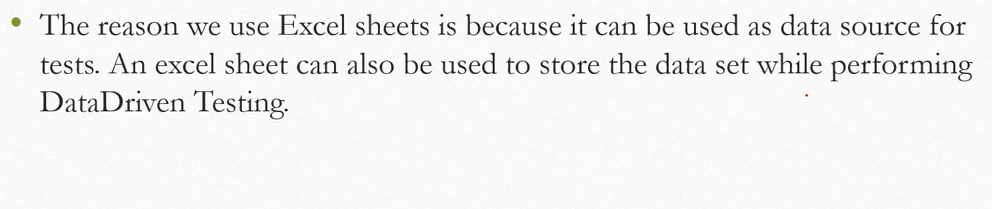 • The reason we use Excel sheets is because it can be used as data source for
tests. An excel sheet can also be used to store the data set while performing
DataDriven Testing.